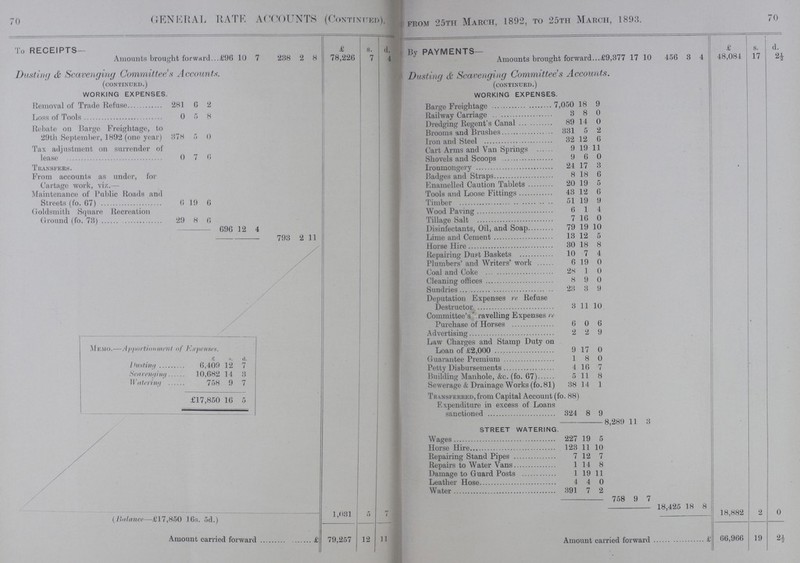 70 GENERAL RATE ACCOUNTS (Continued).
To RECEIPTS— £ s. d.
Amounts brought forward...£96 10 7 238 2 8 78,226 7 4
Dusting & Scavenging Committee's Accounts.
(CONTINUED.)
WORKING EXPENSES.
Removal of Trade Refuse............ 281 6 2
Loss of Tools ........................... 0 5 8
Rebate on Barge Freightage, to
29th September, 1892 (one year) 378 5 0
Tax adjustment on surrender of
lease .............................. 0 7 6
Transfers.
From accounts as under, for
Cartage work, viz.—
Maintenance of Public Roads and
Streets (fo. 67) ..................... 6 19 6
Goldsmith Square Recreation
Ground (fo. 73) ..................... 29 8 6
696 12 4
793 2 11
Memo.—Apportionment of Expenses.
£ s. d.
Dusting ......... 6,409 12 7
Scavenging ...... 10,682 14 3
Watering ...... 758 9 7
£17,850 16 5
1,031 5 7
(Balance—£17,850 16s. 5d.)
Amount carried forward ............ £ 79,257 12 11
FROM 25TH MARCH, 1892, TO 25TH MARCH, 1893. 70
By PAYMENTS— £ s. d.
Amounts brought forward...£9,377 17 10 456 3 4 48,084 17 2½
Dusting & Scavenging Committee's Accounts.
(CONTINUED.)
WORKING EXPENSES.
Barge Freightage .....................7,050 18 9
Railway Carriage ..................... 3 8 0
Dredging Regent's Canal ............ 89 14 0
Brooms and Brushes.................. 331 5 2
Iron and Steel ........................ 32 12 6
Cart Arms and Van Springs ...... 9 19 11
Shovels and Scoops .................. 9 6 0
Ironmongery ........................... 24 17 3
Badges and Straps..................... 8 18 6
Enamelled Caution Tablets ......... 20 19 5
Tools and Loose Fittings............ 43 12 6
Timber ................................. 51 19 9
Wood Paving ........................... 6 1 4
Tillage Salt ........................... 7 16 0
Disinfectants, Oil, and Soap......... 79 19 10
Lime and Cement ..................... 13 12 5
Horse Hire .............................. 30 18 8
Repairing Dust Baskets ............ 10 7 4
Plumbers' and Writers' work ...... 6 19 0
Coal and Coke ........................ 28 1 0
Cleaning offices ........................ 8 9 0
Sundries ................................. 23 3 9
Deputation Expenses re Refuse
Destructor ........................... 3 11 10
Committee's ravelling Expenses re
Purchase of Horses ............... 6 0 6
Advertising .............................. 2 2 9
Law Charges and Stamp Duty on
Loan of £2,000 ..................... 9 17 0
Guarantee Premium .................. 1 8 0
Petty Disbursements.................. 4 16 7
Building Manhole, &c. (fo. 67)...... 5 11 8
Sewerage & Drainage Works (fo. 81) 38 14 1
Transferred, from Capital Account (fo. 88)
Expenditure in excess of Loans
sanctioned ........................... 324 8 9
8,289 11 3
STREET WATERING.
Wages .................................... 227 19 5
Horse Hire.............................. 123 11 10
Repairing Stand Pipes ............... 7 12 7
Repairs to Water Vans............... 1 14 8
Damage to Guard Posts ............ 1 19 11
Leather Hose........................... 4 4 0
Water .................................... 391 7 2
758 9 7
18,425 18 8
18,882 2 0
Amount carried forward ............ £ 66,966 19 2½